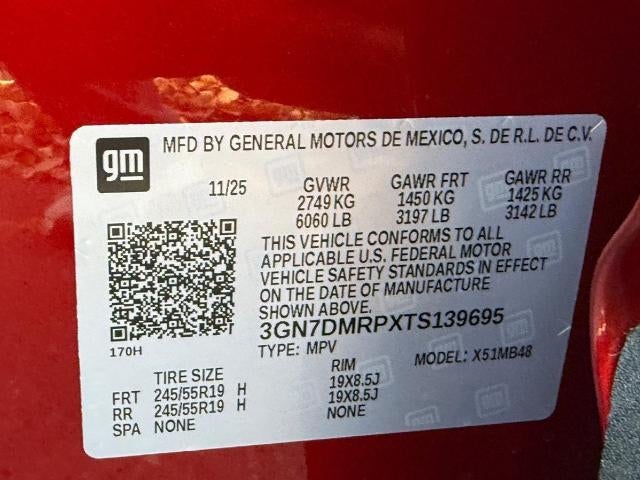 gm MFD BY GENERAL MOTORS DE MEXICO, S. DE R.L. DE C.V.
11/25 GVWR GAWR FRT GAWR RR
2749 KG 1450 KG 1425 KG
6060 LB 3197 LB 3142 LB
THIS VEHICLE CONFORMS TO ALL
APPLICABLE U.S. FEDERAL MOTOR
VEHICLE SAFETY STANDARDS IN EFFECT
ON THE DATE OF MANUFACTURE
SHOWN ABOVE.
3GN7DMRPXTS139695
170H TYPE: MPV MODEL: X51MB48
TIRE SIZE RIM
FRT 245/55R19 H 19X8.5J
RR 245/55R19 H 19X8.5J
SPA NONE NONE